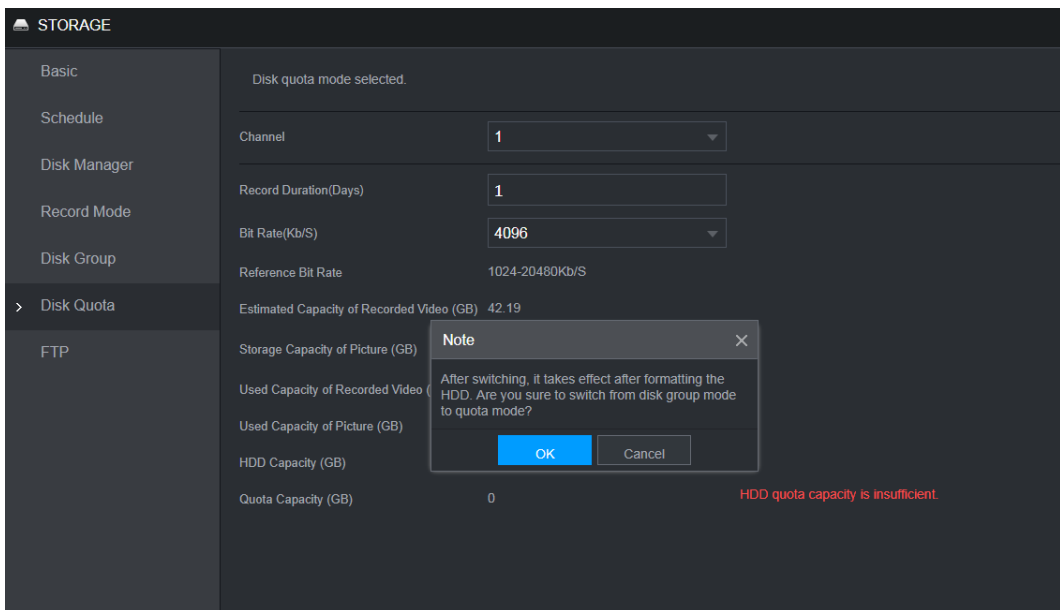 STORAGE
Basic
Schedule
Disk Manager
Record Mode
Disk Group
Disk Quota
FTP
Disk quota mode selected.
Channel 1
Record Duration(Days) 1
Bit Rate(Kb/S) 4096
Reference Bit Rate 1024-20480Kb/S
Estimated Capacity of Recorded Video (GB) 42.19
Storage Capacity of Picture (GB)
Used Capacity of Recorded Video (
Used Capacity of Picture (GB)
HDD Capacity (GB)
Quota Capacity (GB) 0 HDD quota capacity is insufficient.
Note
After switching, it takes effect after formatting the
HDD. Are you sure to switch from disk group mode
to quota mode?
OK Cancel